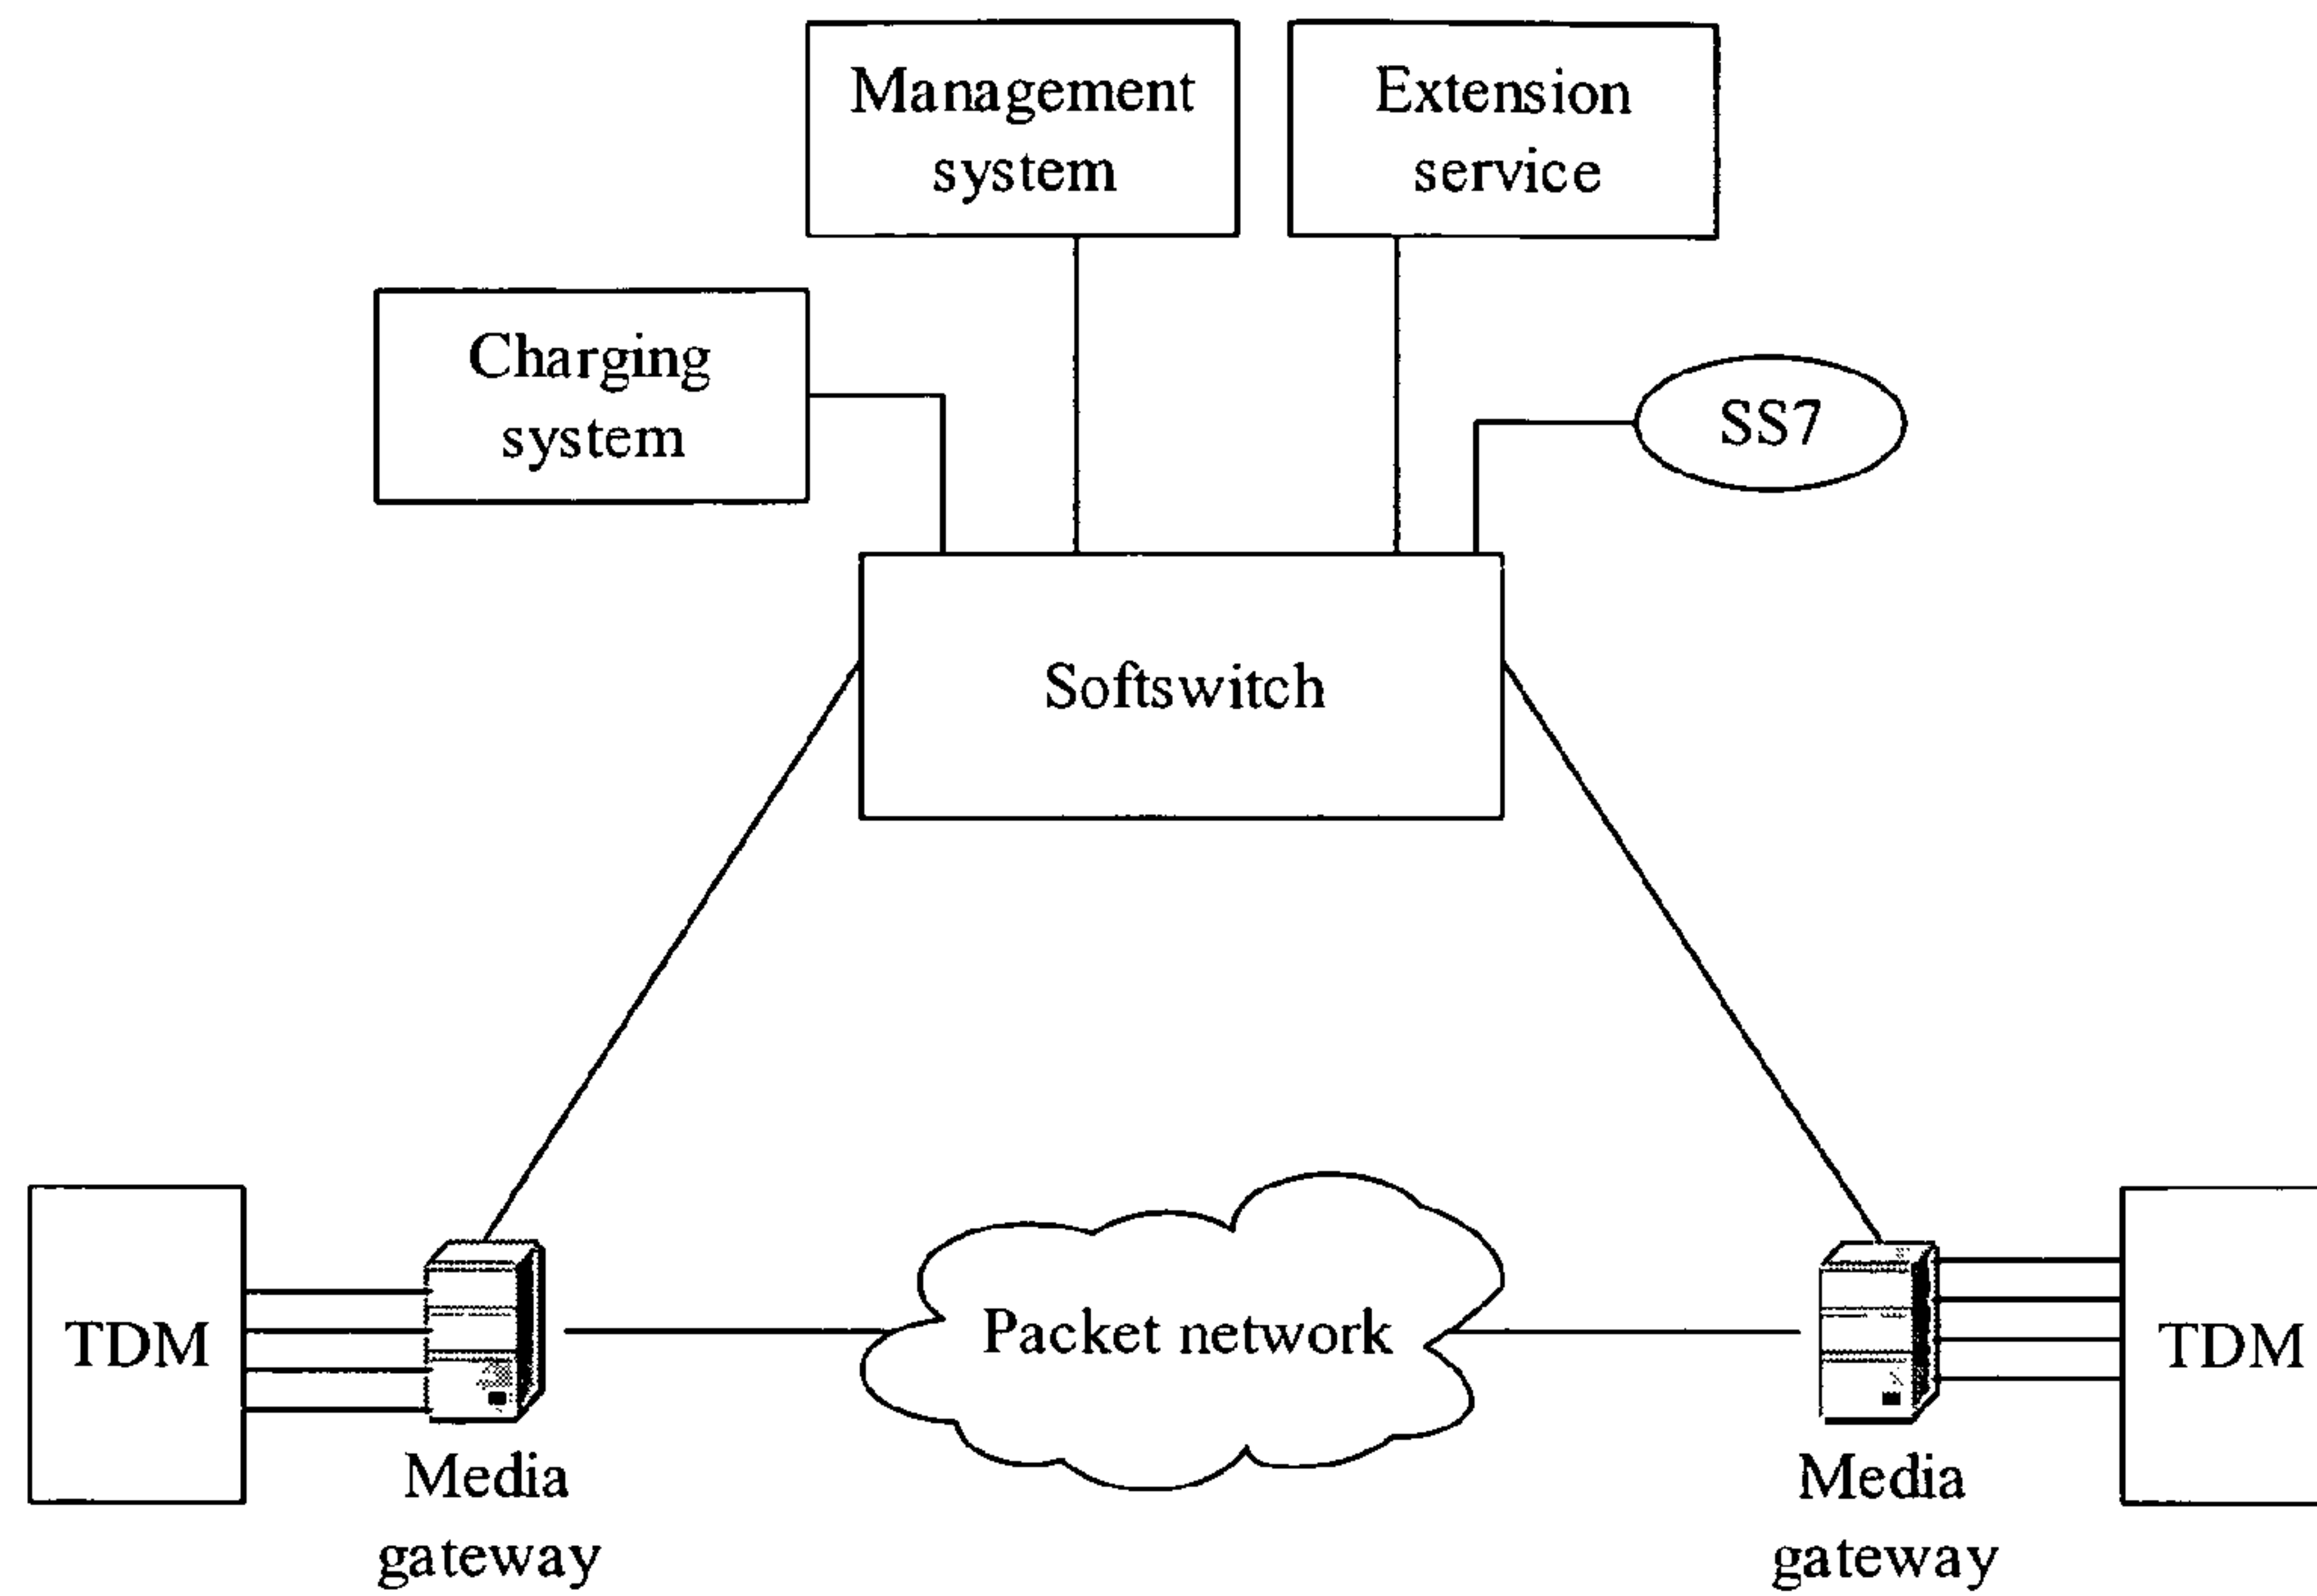 Management
system
Extension
service
Charging
system
SS7
Softswitch
TDM
Packet network
TDM
Media
gateway
Media
gateway